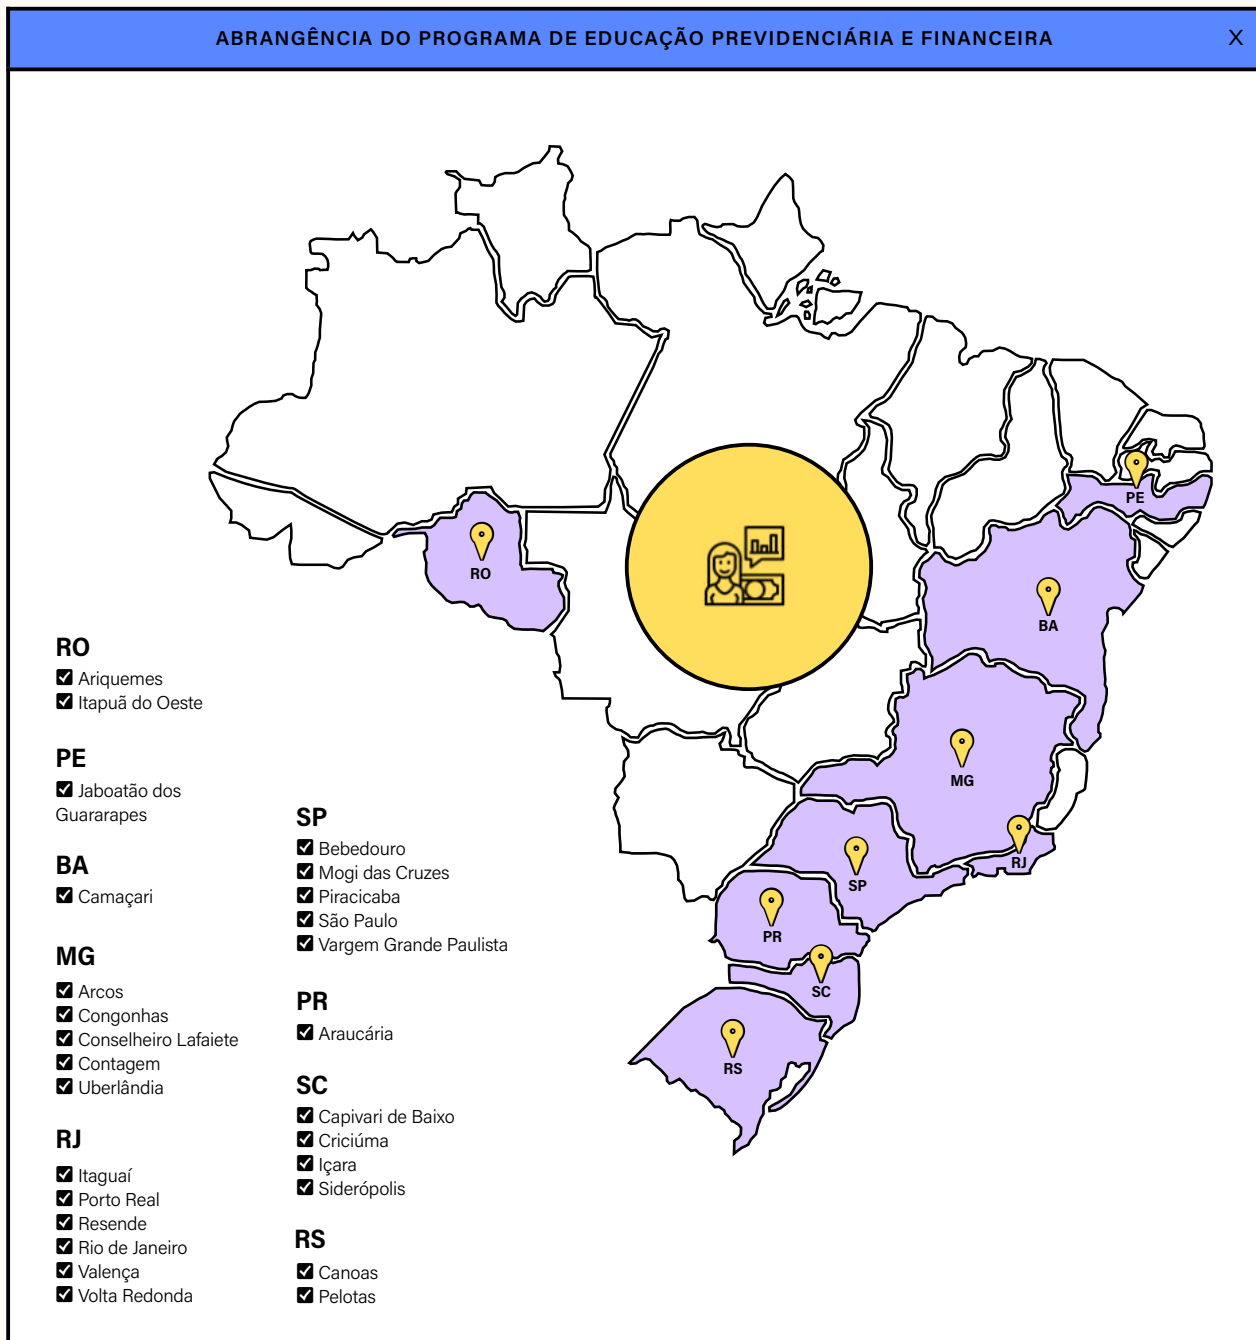 ABRANGÊNCIA DO PROGRAMA DE EDUCAÇÃO PREVIDENCIÁRIA E FINANCEIRA
X
PE
RO
BA
MG
RJ
SP
PR
SC
RS
RO
Ariquemes
Itapuã do Oeste
PE
Jaboatão dos
Guararapes
BA
Camaçari
MG
Arcos
Congonhas
Conselheiro Lafaiete
Contagem
Uberlândia
RJ
Itaguaí
Porto Real
Resende
Rio de Janeiro
Valença
Volta Redonda
SP
Bebedouro
Mogi das Cruzes
Piracicaba
São Paulo
Vargem Grande Paulista
PR
Araucária
SC
Capivari de Baixo
Criciúma
Içara
Siderópolis
RS
Canoas
Pelotas